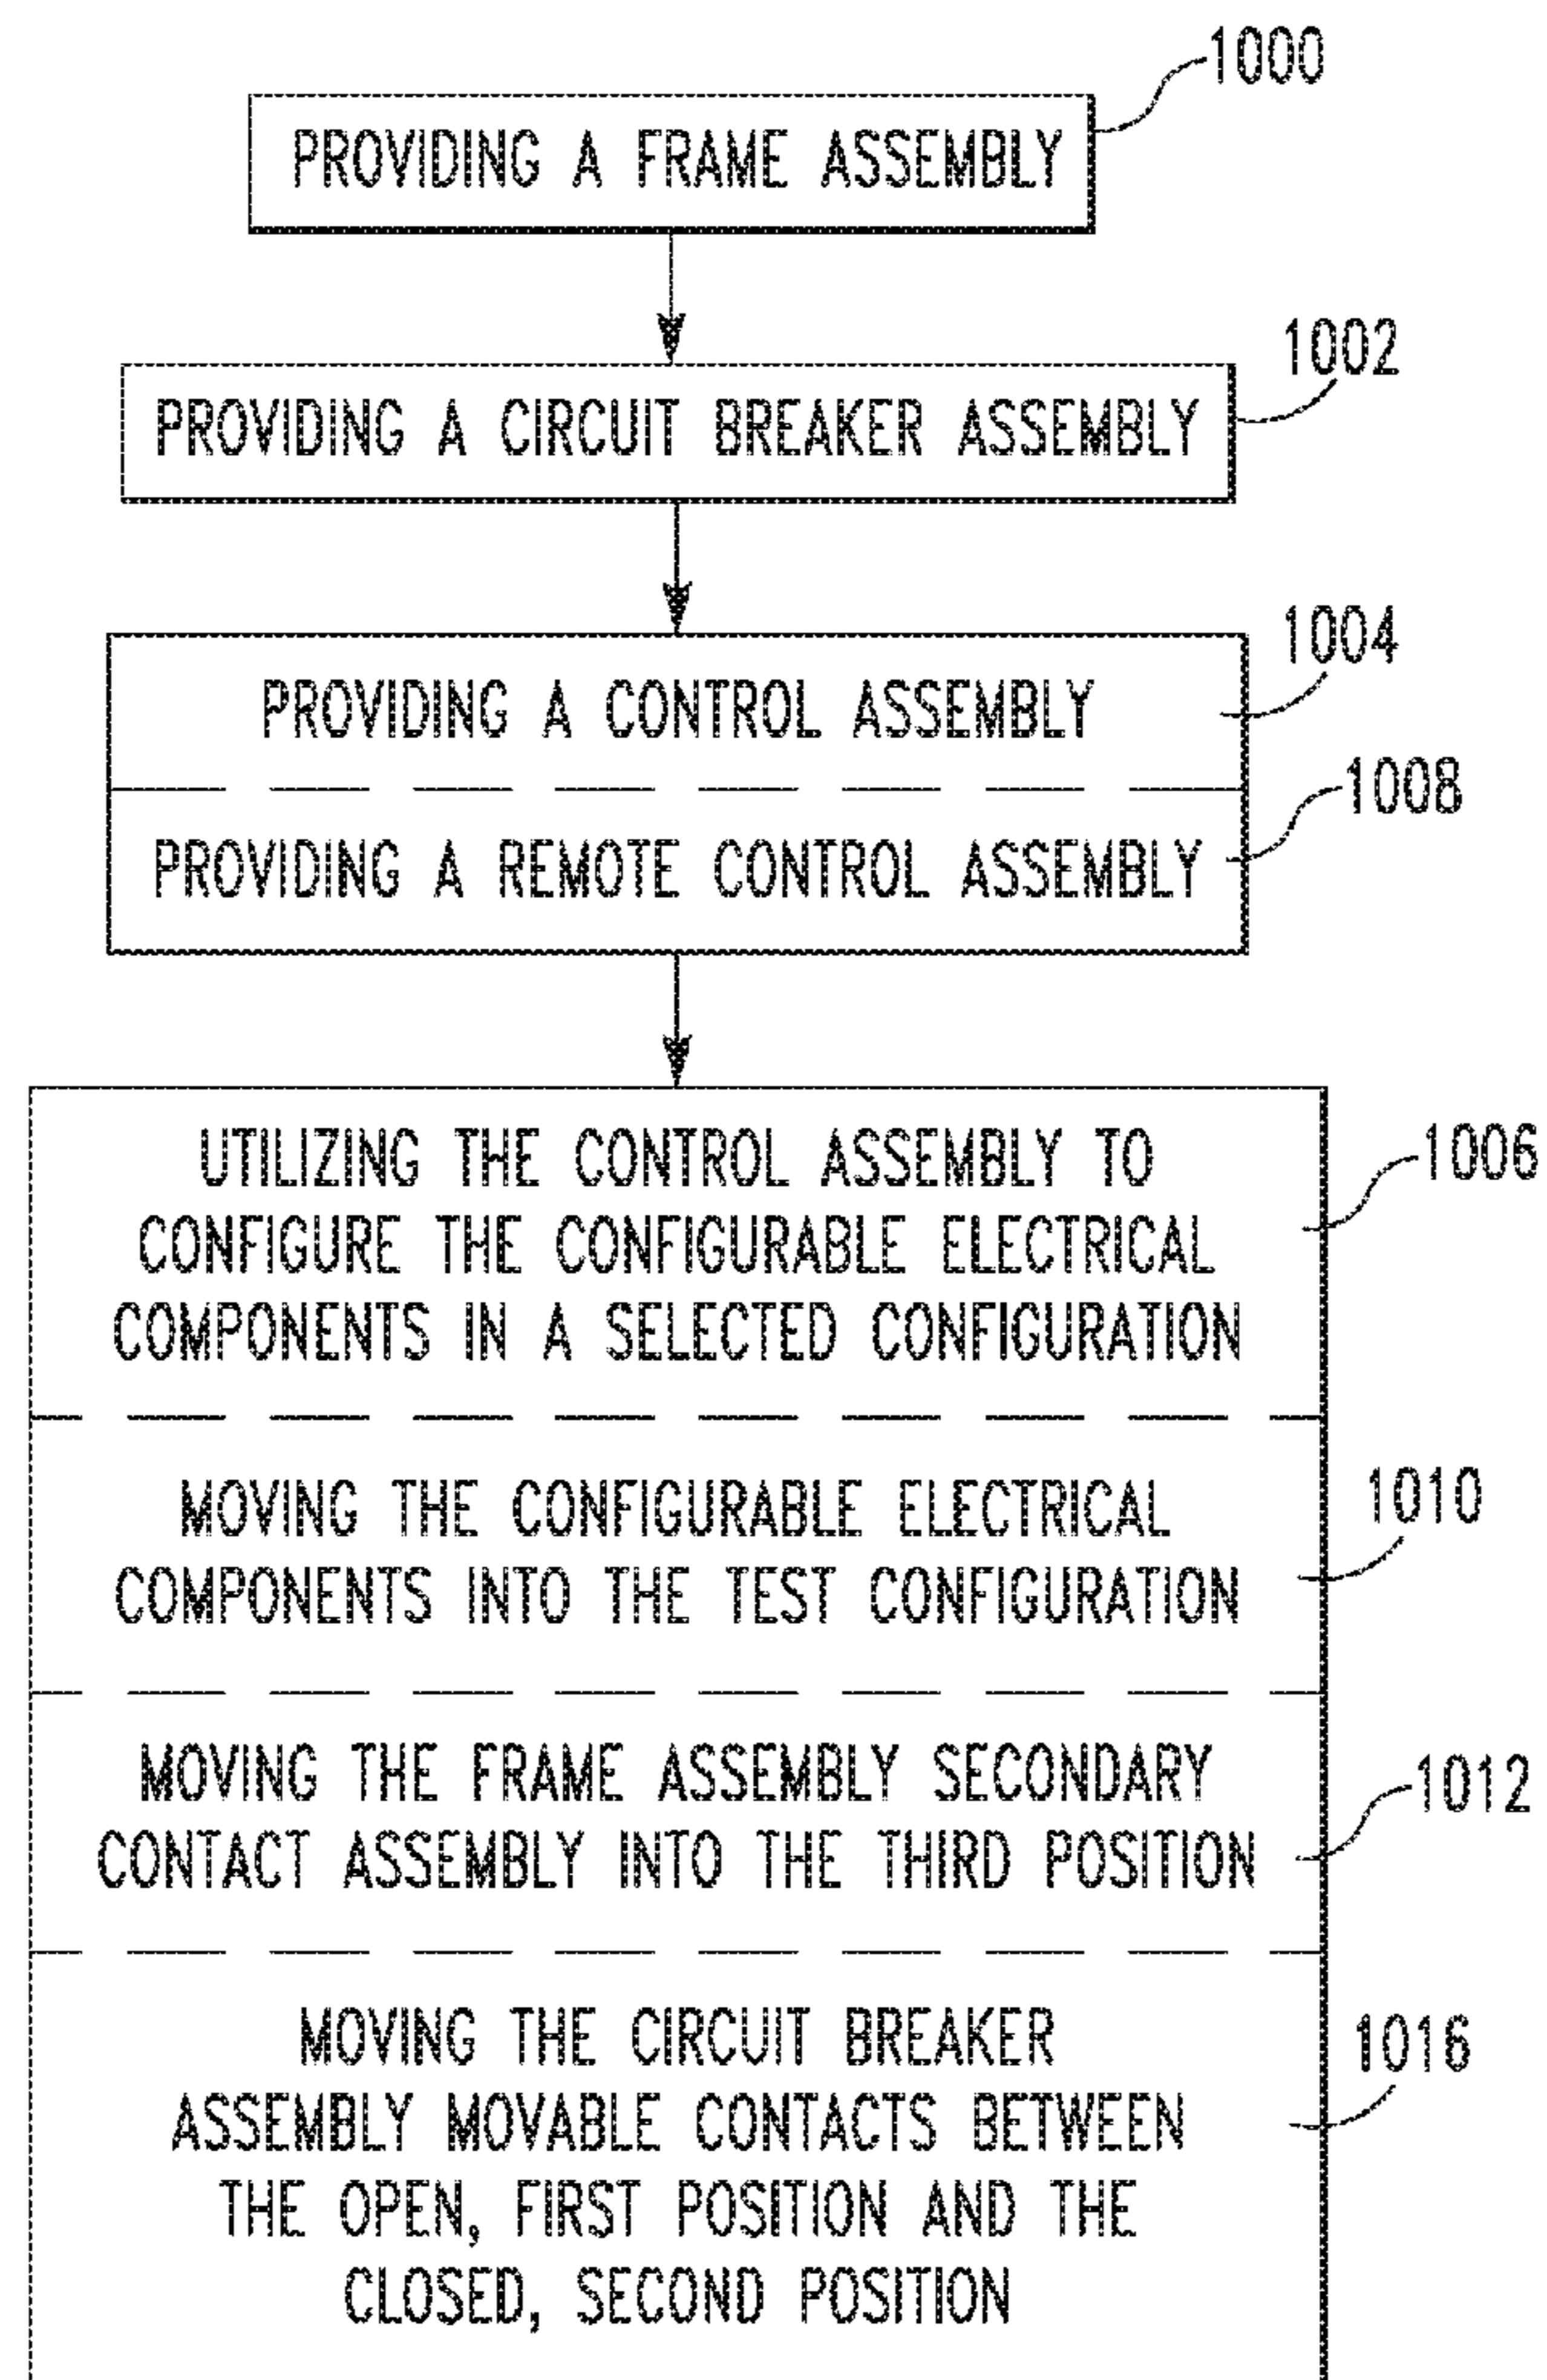 1000
PROVIDING A FRAME ASSEMBLY
1002
PROVIDING A CIRCUIT BREAKER ASSEMBLY
1004
PROVIDING A CONTROL ASSEMBLY
1008
PROVIDING A REMOTE CONTROL ASSEMBLY
1006
UTILIZING THE CONTROL ASSEMBLY TO
CONFIGURE THE CONFIGURABLE ELECTRICAL
COMPONENTS IN A SELECTED CONFIGURATION
1010
MOVING THE CONFIGURABLE ELECTRICAL
COMPONENTS INTO THE TEST CONFIGURATION
1012
MOVING THE FRAME ASSEMBLY SECONDARY
CONTACT ASSEMBLY INTO THE THIRD POSITION
1016
MOVING THE CIRCUIT BREAKER
ASSEMBLY MOVABLE CONTACTS BETWEEN
THE OPEN, FIRST POSITION AND THE
CLOSED, SECOND POSITION